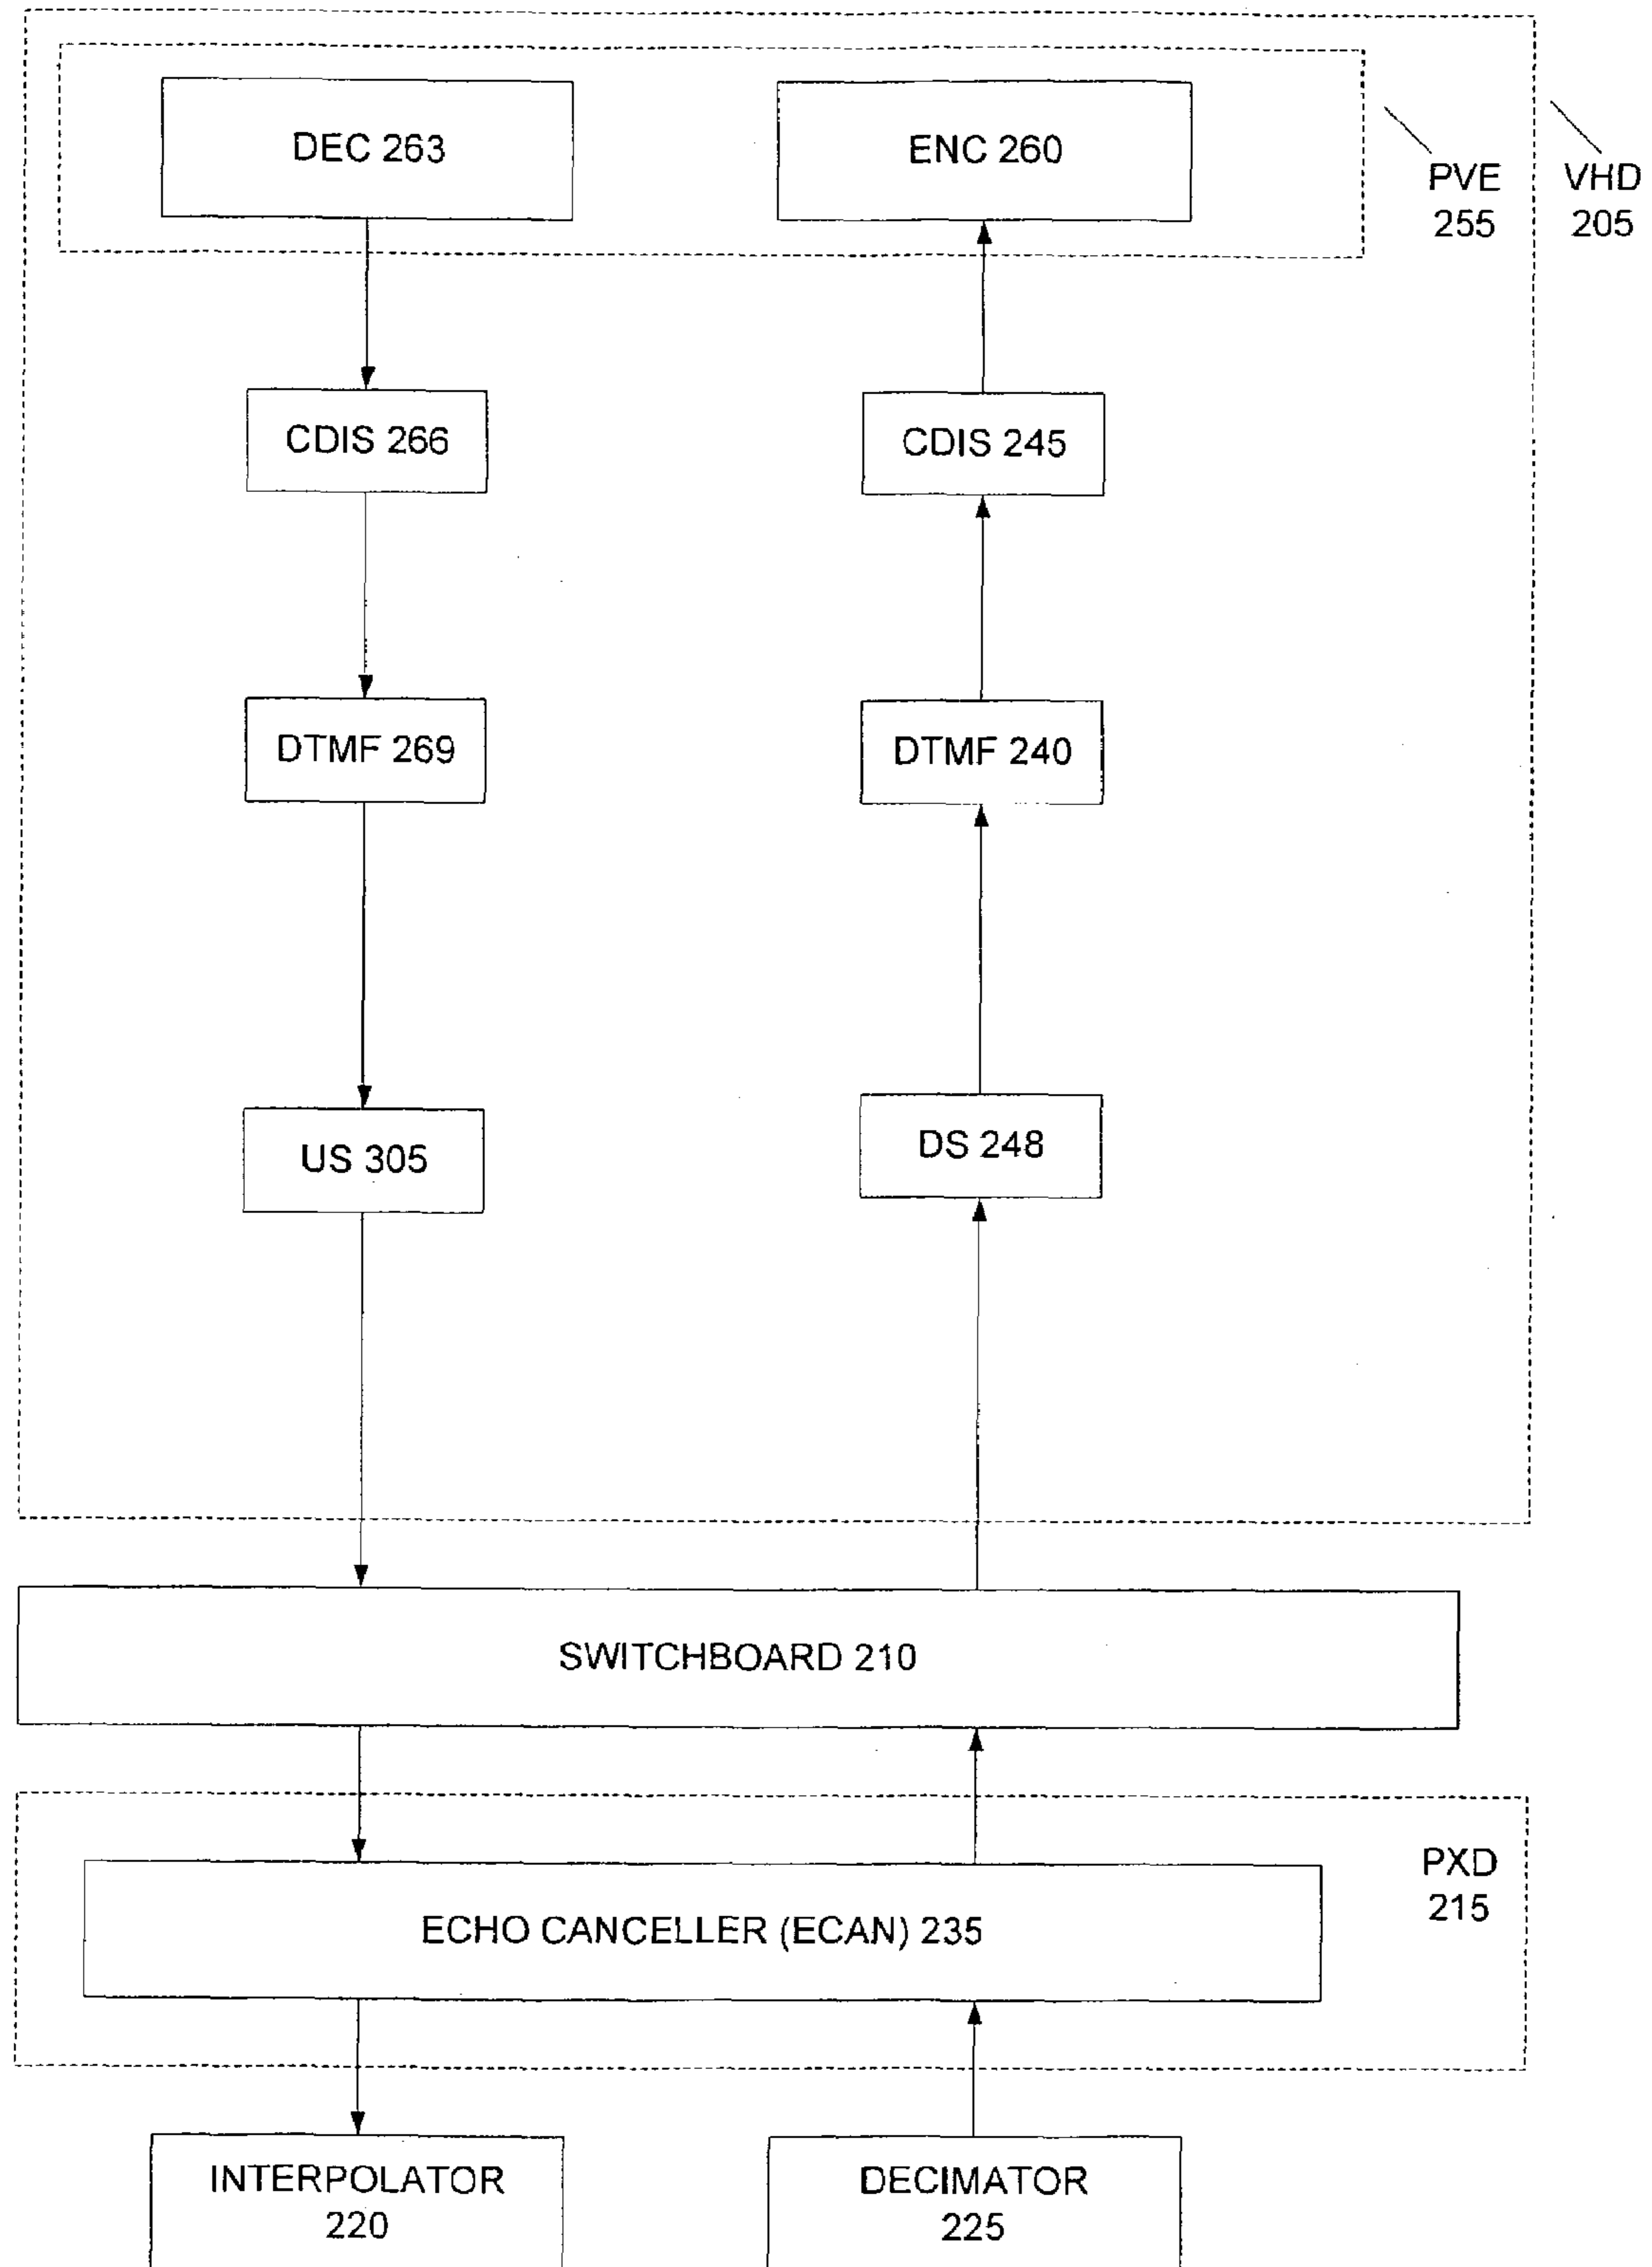 DEC 263
ENC 260
PVE
255
VHD
205
CDIS 266
CDIS 245
DTMF 269
DTMF 240
US 305
DS 248
SWITCHBOARD 210
PXD
215
ECHO CANCELLER (ECAN) 235
INTERPOLATOR
220
DECIMATOR
225